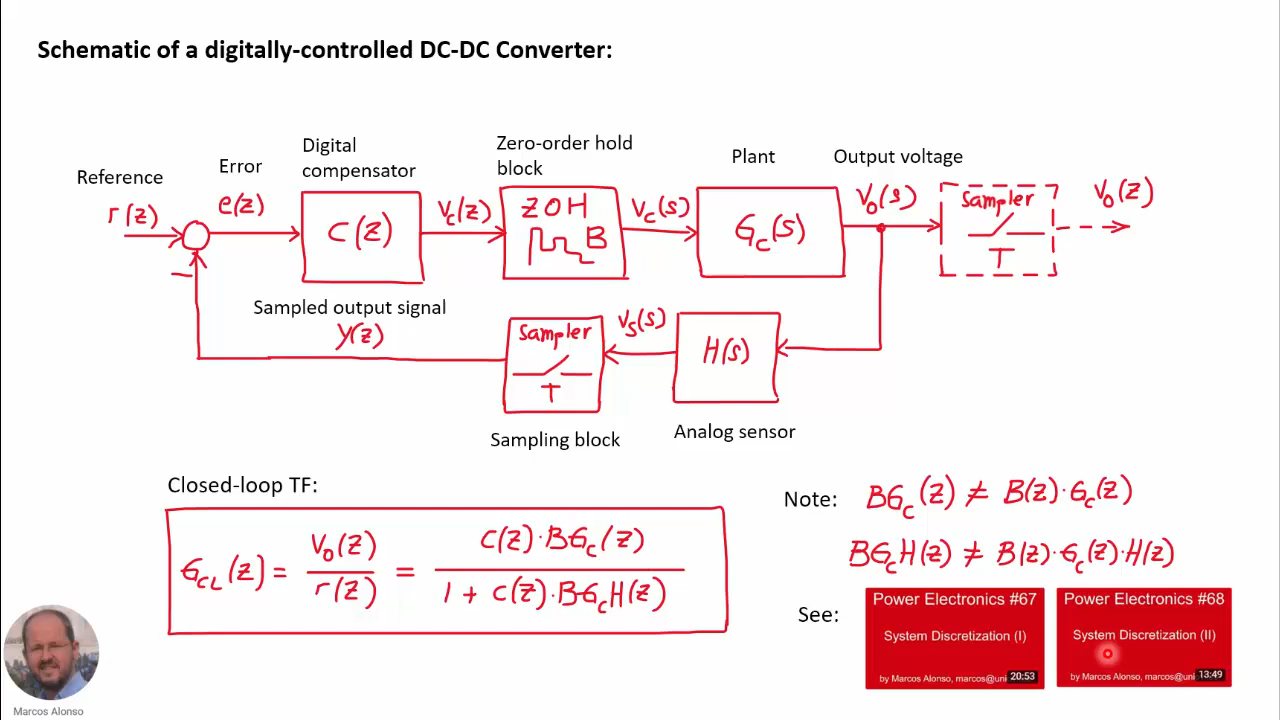 Schematic of a digitally-controlled DC-DC Converter:
Reference
r(z)
Error
e(z)
Digital
compensator
C(z)
Vc(z)
Zero-order hold
block
ZOH
B
Vc(s)
Plant
Gc(s)
Output voltage
Vo(s)
Sampler
T
Vo(z)
−
Sampled output signal
y(z)
Sampler
T
Sampling block
Vs(s)
H(s)
Analog sensor
Closed-loop TF:
GCL(z) = Vo(z) / r(z) = C(z)·BGc(z) / 1 + C(z)·BGcH(z)
Note: BGc(z) ≠ B(z)·Gc(z)
BGcH(z) ≠ B(z)·Gc(z)·H(z)
See:
Power Electronics #67
System Discretization (I)
by Marcos Alonso, marcos@uni
20:53
Power Electronics #68
System Discretization (II)
by Marcos Alonso, marcos@uni
13:49
Marcos Alonso